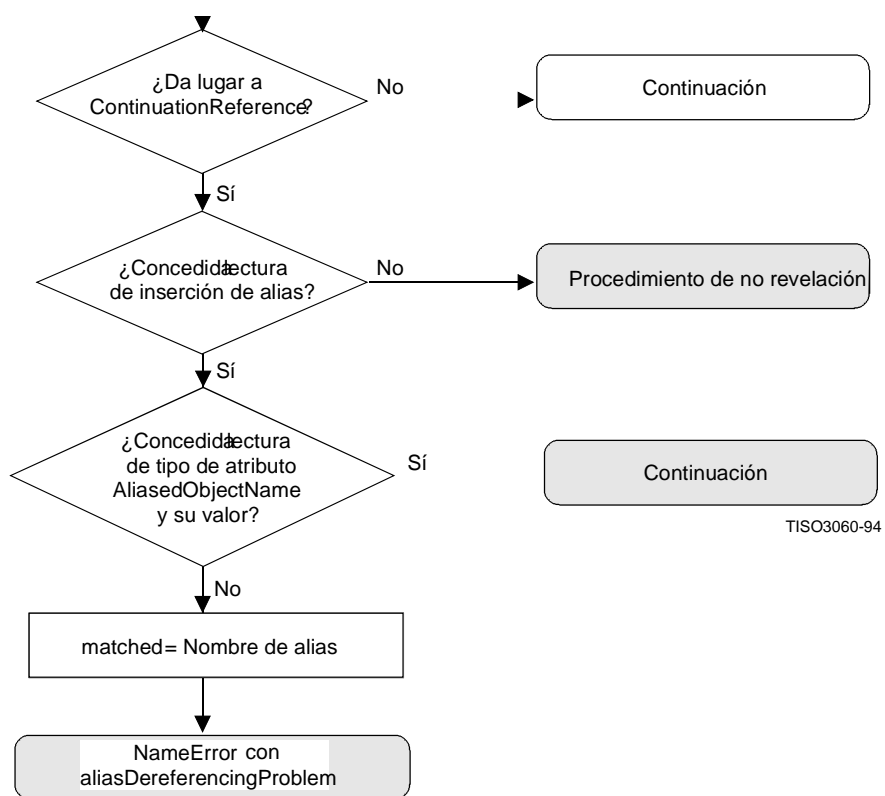 ¿Da lugar a
ContinuationReference?
No
Continuación
Sí
¿Concedida lectura
de inserción de alias?
No
Procedimiento de no revelación
Sí
¿Concedida lectura
de tipo de atributo
AliasedObjectName
y su valor?
Sí
Continuación
TISO3060-94
No
matched= Nombre de alias
NameError con
aliasDereferencingProblem